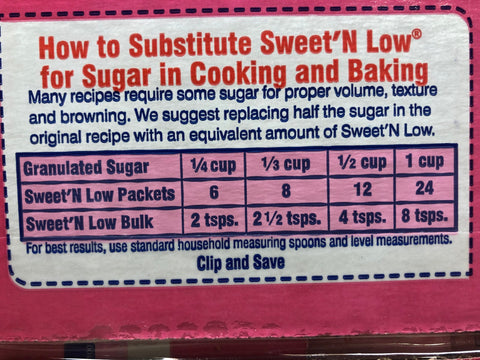 How to Substitute Sweet'N Low®
for Sugar in Cooking and Baking
Many recipes require some sugar for proper volume, texture
and browning. We suggest replacing half the sugar in the
original recipe with an equivalent amount of Sweet'N Low.
Granulated Sugar 1/4 cup 1/3 cup 1/2 cup 1 cup
Sweet'N Low Packets 6 8 12 24
Sweet'N Low Bulk 2 tsps. 2 1/2 tsps. 4 tsps. 8 tsps.
For best results, use standard household measuring spoons and level measurements.
Clip and Save